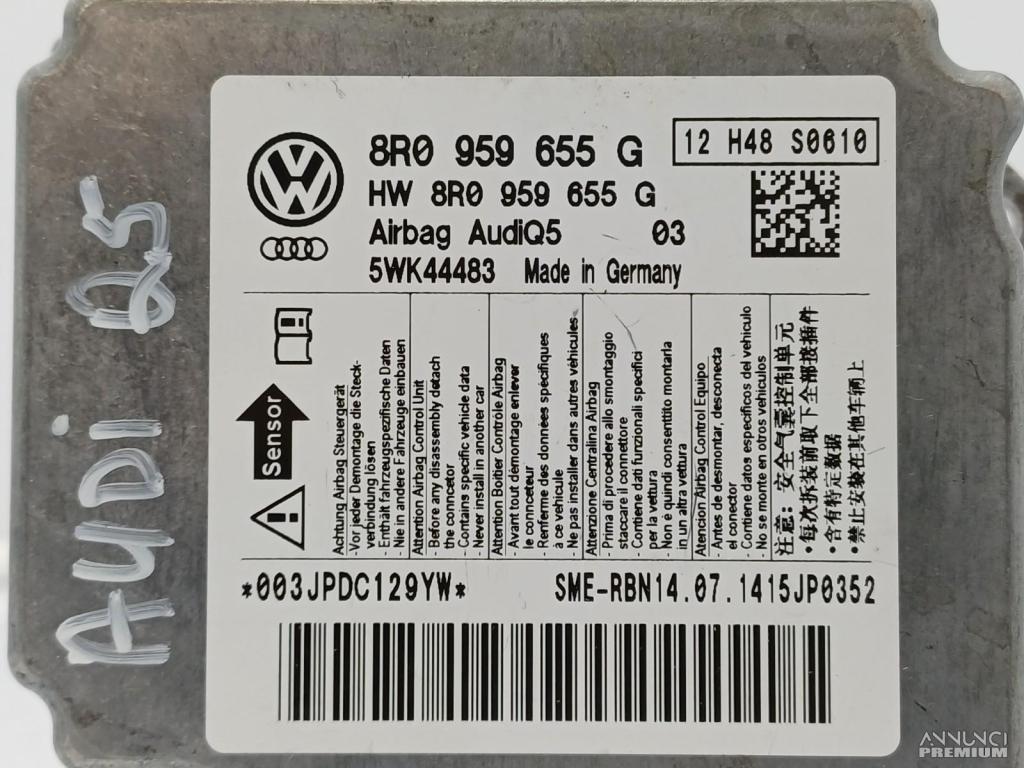 AUDI Q5
8R0 959 655 G
12 H48 S0610
HW 8R0 959 655 G
Airbag AudiQ5 03
5WK44483 Made in Germany
Sensor
Achtung Airbag Steuergerät
-Vor jeder Demontage die Steck-
verbindung lösen
- Enthält fahrzeugspezifische Daten
- Nie in andere Fahrzeuge einbauen
Attention Airbag Control Unit
- Before any disassembly detach
the conncetor
- Contains specific vehicle data
- Never install in another car
Attention Boitier Controle Airbag
- Avant tout démontage enlever
le connceteur
- Renferme des données spécifiques
à ce véhicule
- Ne pas installer dans autres véhicules
Attenzione Centralina Airbag
- Prima di procedere allo smontaggio
staccare il connettore
- Contiene dati funzionali specifici
per la vettura
- Non è quindi consentito montarla
in un altra vettura
Atencion Airbag Control Equipo
- Antes de desmontar, desconecta
el conector
- Contiene datos especificos del vehiculo
- No se monte en otros vehiculos
注意: 安全气囊控制单元
•每次拆装前取下全部接插件
•含有特定数据
•禁止安装在其他车辆上
*003JPDC129YW*
SME-RBN14.07.1415JP0352
ANNUNCI
PREMIUM